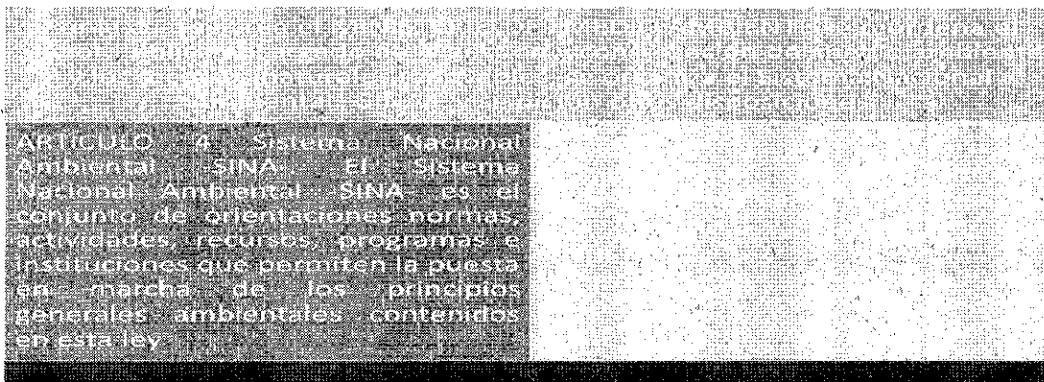 ARTÍCULO 4 Sistema Nacional
Ambiental SINA. El Sistema
Nacional Ambiental SINA es el
conjunto de orientaciones normas,
actividades, recursos, programas e
instituciones que permiten la puesta
en marcha de los principios
generales ambientales contenidos
en esta ley